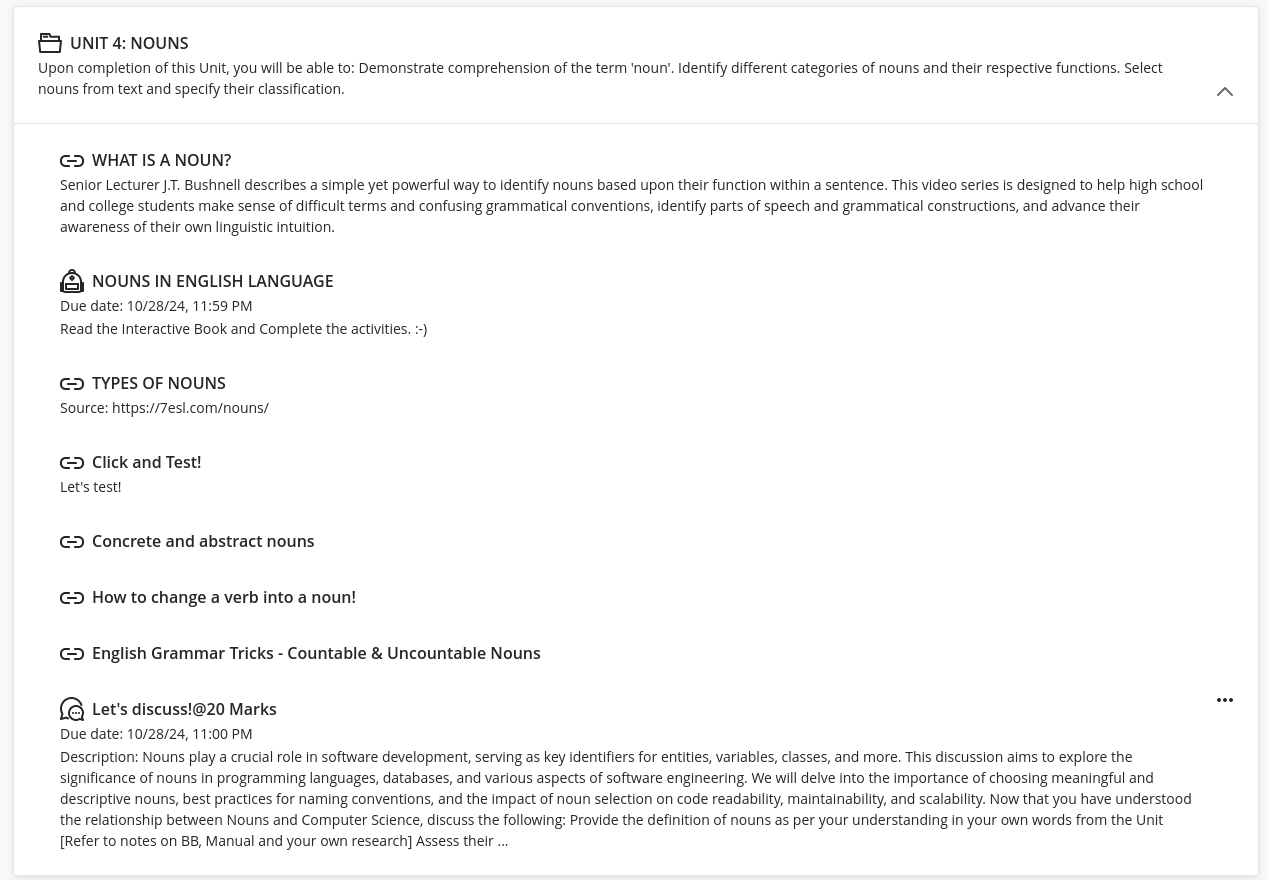 UNIT 4: NOUNS
Upon completion of this Unit, you will be able to: Demonstrate comprehension of the term 'noun'. Identify different categories of nouns and their respective functions. Select
nouns from text and specify their classification.
WHAT IS A NOUN?
Senior Lecturer J.T. Bushnell describes a simple yet powerful way to identify nouns based upon their function within a sentence. This video series is designed to help high school
and college students make sense of difficult terms and confusing grammatical conventions, identify parts of speech and grammatical constructions, and advance their
awareness of their own linguistic intuition.
NOUNS IN ENGLISH LANGUAGE
Due date: 10/28/24, 11:59 PM
Read the Interactive Book and Complete the activities. :-)
TYPES OF NOUNS
Source: https://7esl.com/nouns/
Click and Test!
Let's test!
Concrete and abstract nouns
How to change a verb into a noun!
English Grammar Tricks - Countable & Uncountable Nouns
Let's discuss!@20 Marks
Due date: 10/28/24, 11:00 PM
Description: Nouns play a crucial role in software development, serving as key identifiers for entities, variables, classes, and more. This discussion aims to explore the
significance of nouns in programming languages, databases, and various aspects of software engineering. We will delve into the importance of choosing meaningful and
descriptive nouns, best practices for naming conventions, and the impact of noun selection on code readability, maintainability, and scalability. Now that you have understood
the relationship between Nouns and Computer Science, discuss the following: Provide the definition of nouns as per your understanding in your own words from the Unit
[Refer to notes on BB, Manual and your own research] Assess their ...